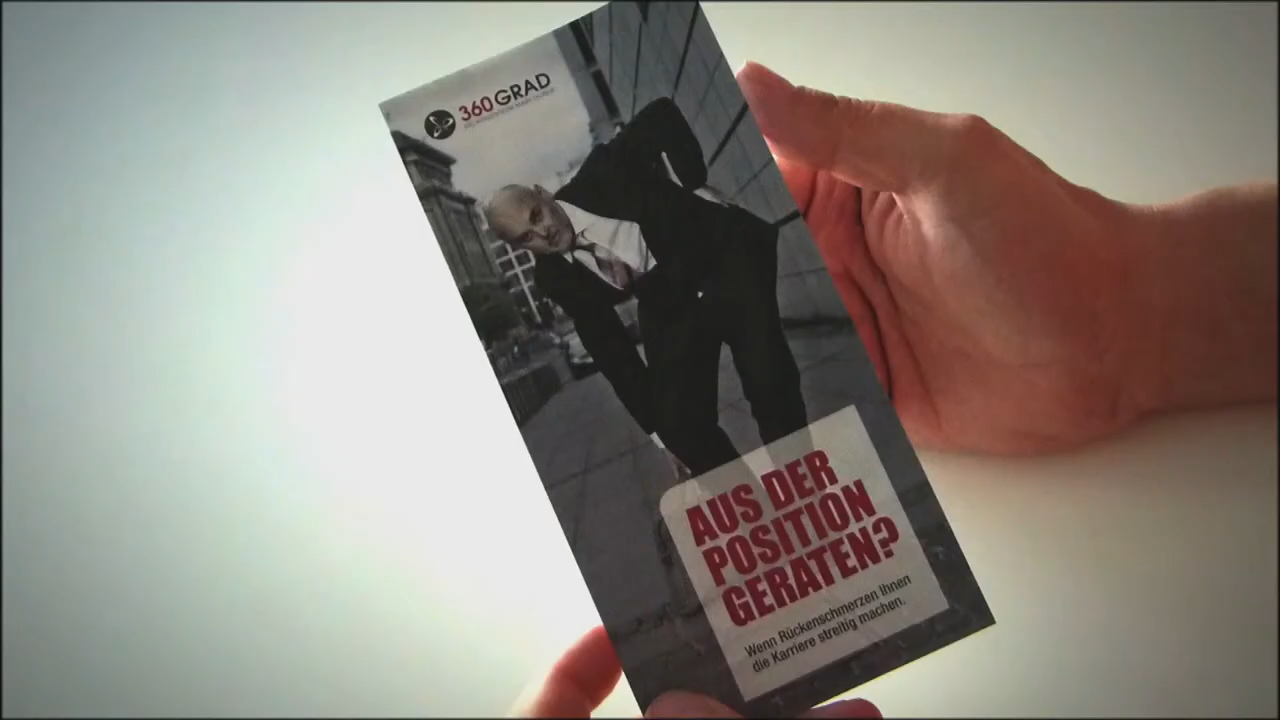 360GRAD
AUS DER
POSITION
GERATEN?
Wenn Rückenschmerzen Ihnen
die Karriere streitig machen.